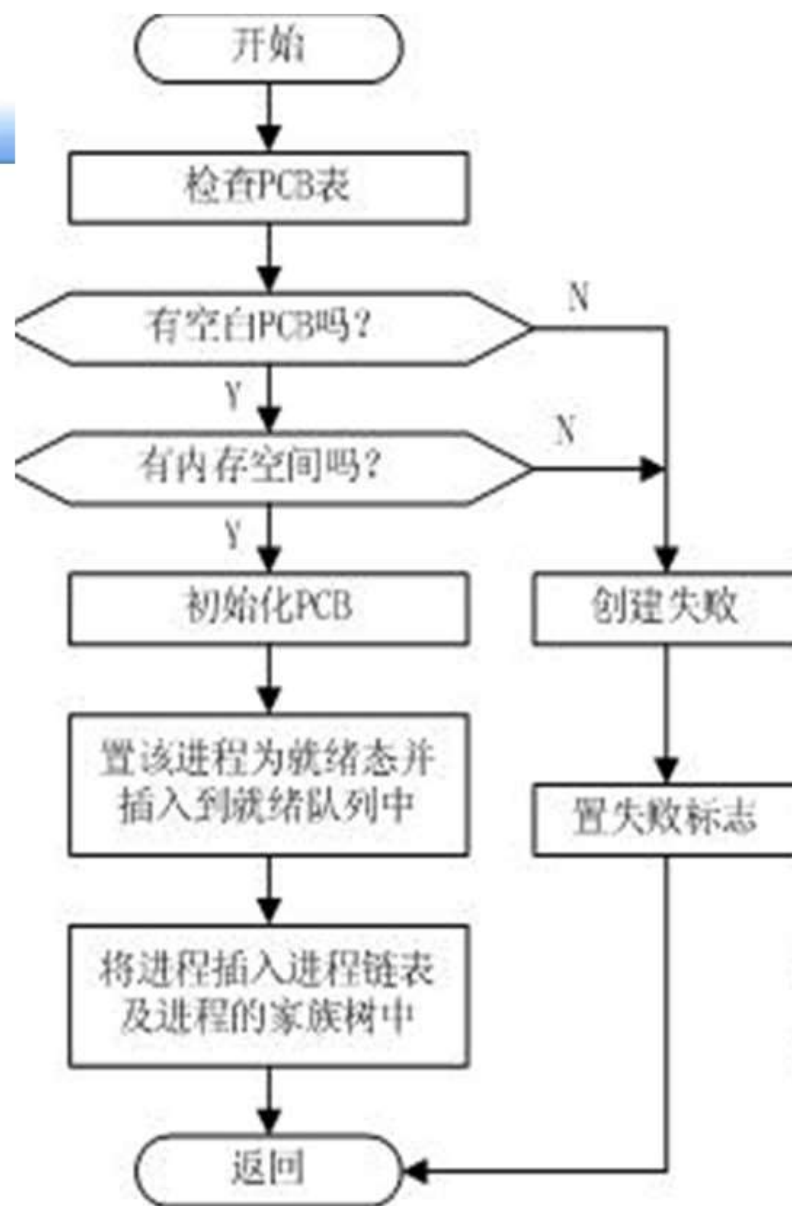 开始
检查PCB表
有空白PCB吗?
N
Y
有内存空间吗?
N
Y
初始化PCB
创建失败
置该进程为就绪态并
插入到就绪队列中
置失败标志
将进程插入进程链表
及进程的家族树中
返回